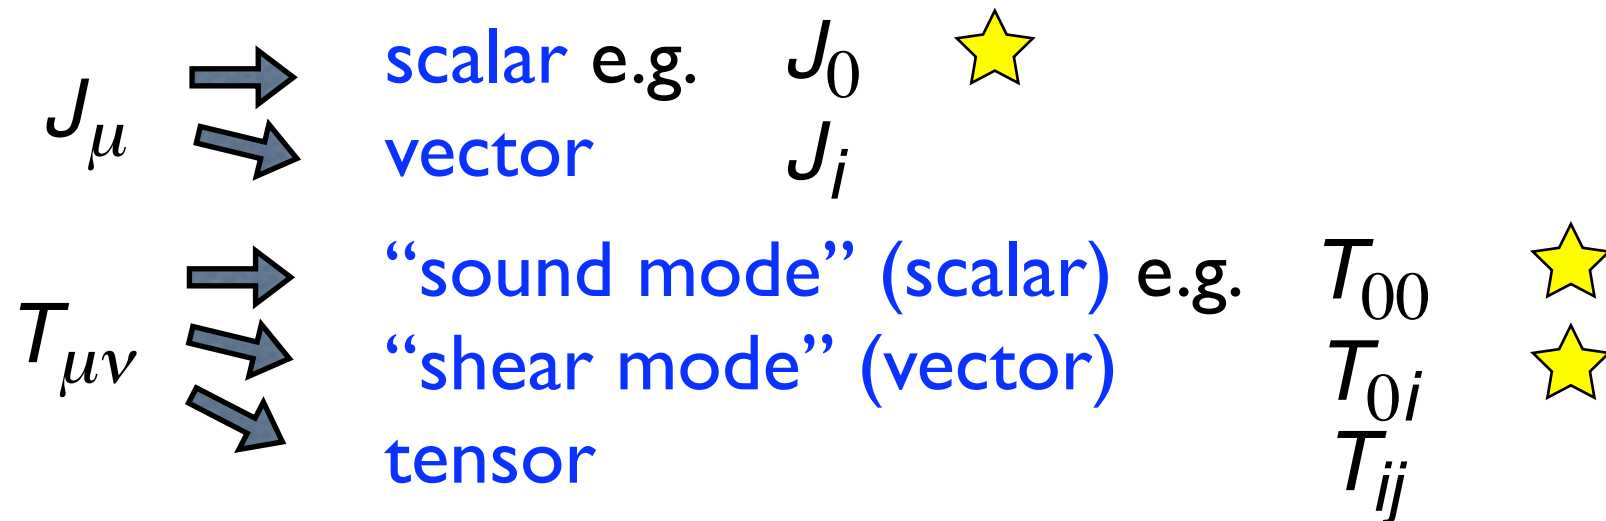 J_μ
scalar e.g. J_0
vector J_i
T_μν
“sound mode” (scalar) e.g. T_00
“shear mode” (vector) T_0i
tensor T_ij